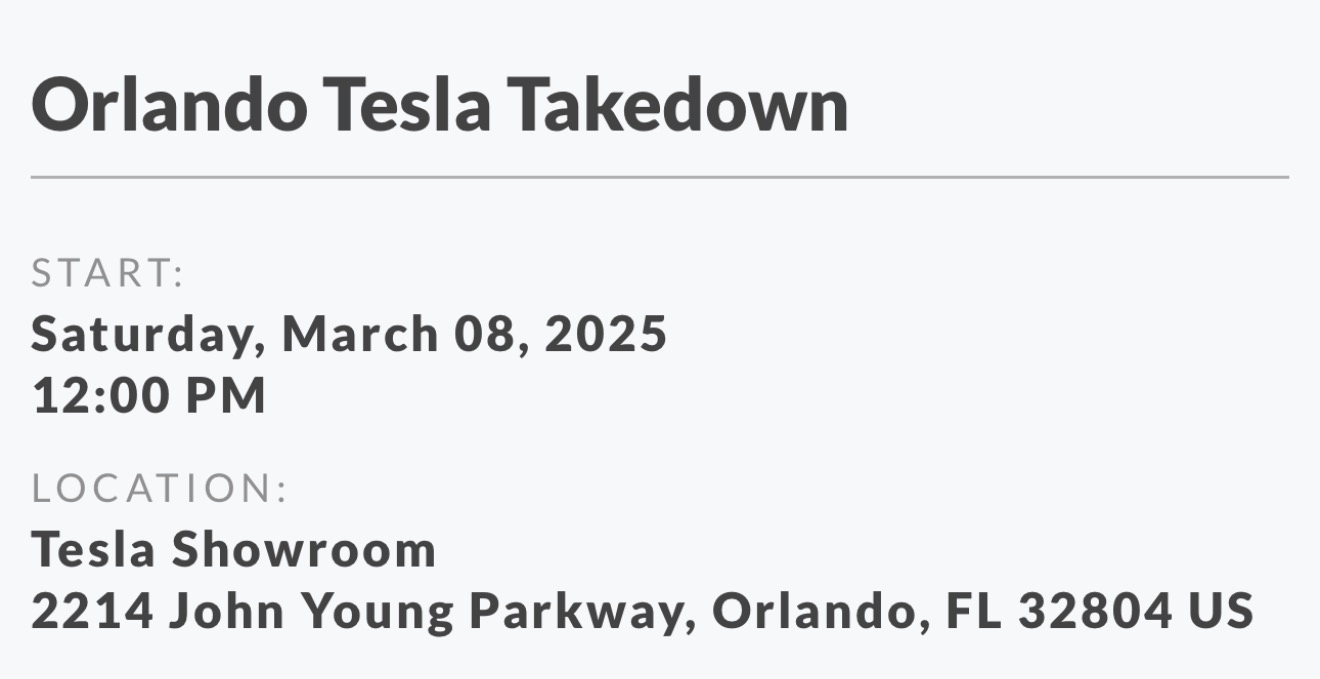 Orlando Tesla Takedown
START:
Saturday, March 08, 2025
12:00 PM
LOCATION:
Tesla Showroom
2214 John Young Parkway, Orlando, FL 32804 US